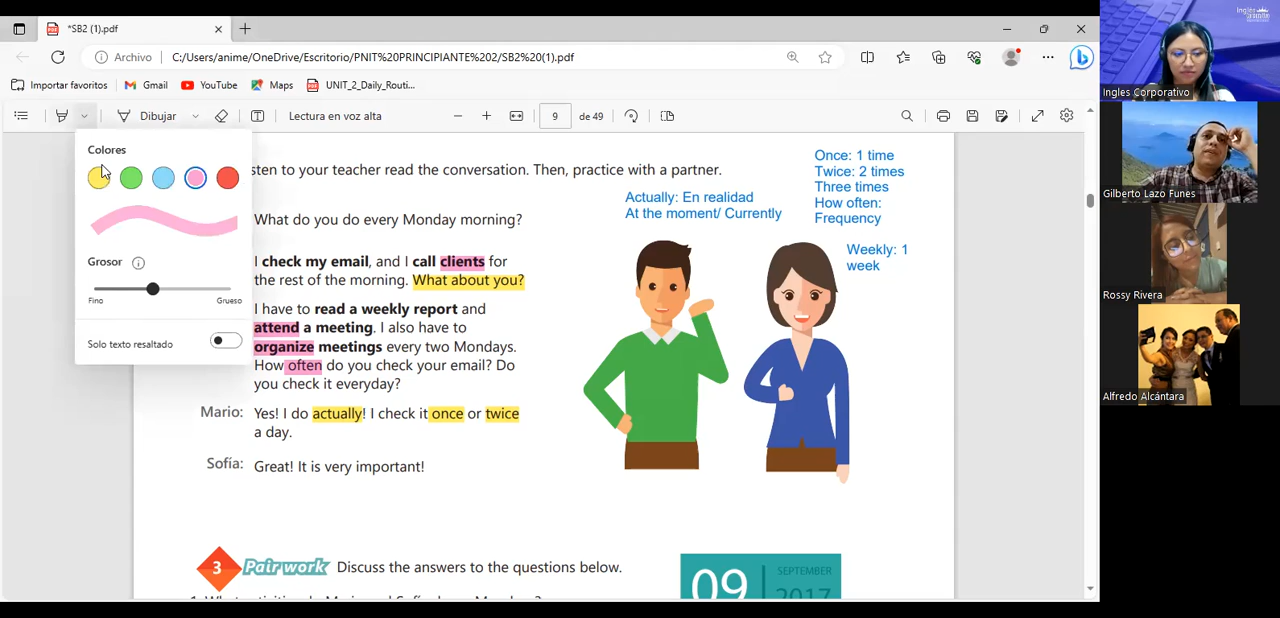 *SB2 (1).pdf
Archivo
C:/Users/anime/OneDrive/Escritorio/PNIT%20PRINCIPIANTE%202/SB2%20(1).pdf
Importar favoritos
Gmail
YouTube
Maps
UNIT_2_Daily_Routi...
Dibujar
Lectura en voz alta
9
de 49
Colores
Grosor
Fino
Grueso
Solo texto resaltado
sten to your teacher read the conversation. Then, practice with a partner.
What do you do every Monday morning?
I check my email, and I call clients for
the rest of the morning. What about you?
I have to read a weekly report and
attend a meeting. I also have to
organize meetings every two Mondays.
How often do you check your email? Do
you check it everyday?
Mario: Yes! I do actually! I check it once or twice
a day.
Sofía: Great! It is very important!
Actually: En realidad
At the moment/ Currently
Once: 1 time
Twice: 2 times
Three times
How often:
Frequency
Weekly: 1
week
3 Pair work Discuss the answers to the questions below.
09
SEPTEMBER
2017
Ingles Corporativo
Gilberto Lazo Funes
Rossy Rivera
Alfredo Alcántara